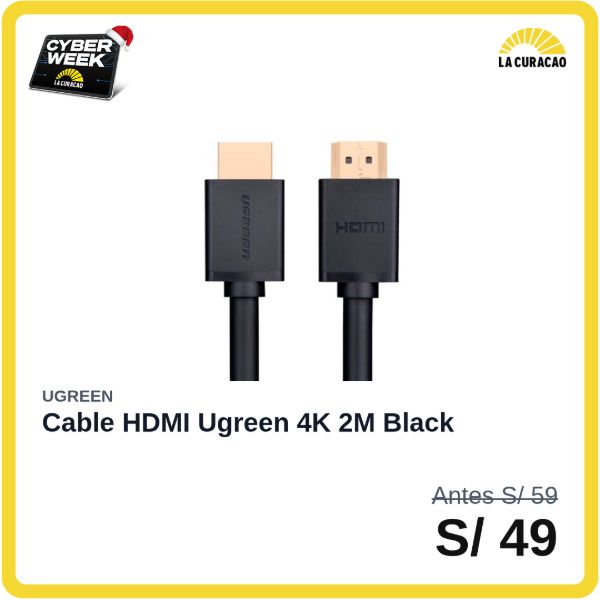 CYBER
WEEK
LA CURACAO
LA CURACAO
UGREEN
HDMI
UGREEN
Cable HDMI Ugreen 4K 2M Black
Antes S/ 59
S/ 49